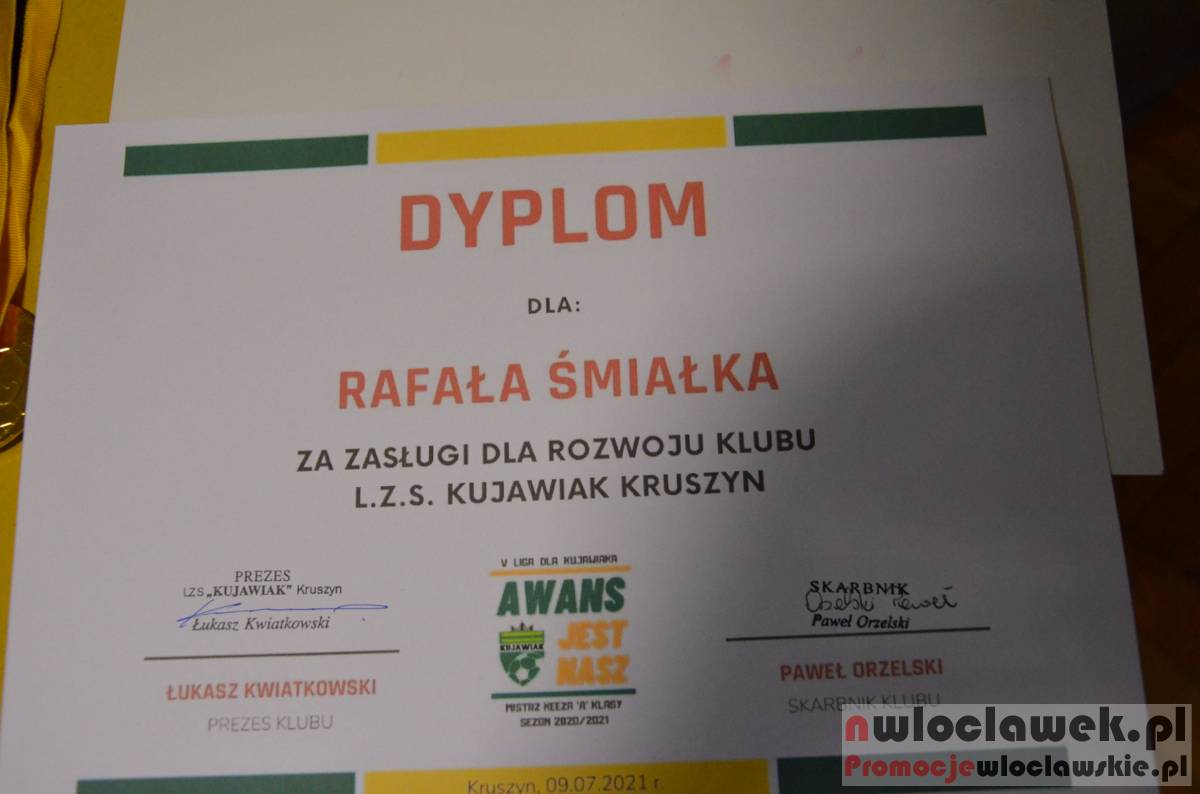 DYPLOM
DLA:
RAFAŁA ŚMIAŁKA
ZA ZASŁUGI DLA ROZWOJU KLUBU
L.Z.S. KUJAWIAK KRUSZYN
PREZES
LZS „KUJAWIAK" Kruszyn
Łukasz Kwiatkowski
ŁUKASZ KWIATKOWSKI
PREZES KLUBU
V LIGA DLA KUJAWIAKA
AWANS
JEST
NASZ
KUJAWIAK
MISTRZ KEEZA 'A' KLASY
SEZON 2020/2021
SKARBNIK
Orzelski Paweł
Paweł Orzelski
PAWEŁ ORZELSKI
SKARBNIK KLUBU
Kruszyn, 09.07.2021 r.
nwloclawek.pl
Promocjewloclawskie.pl